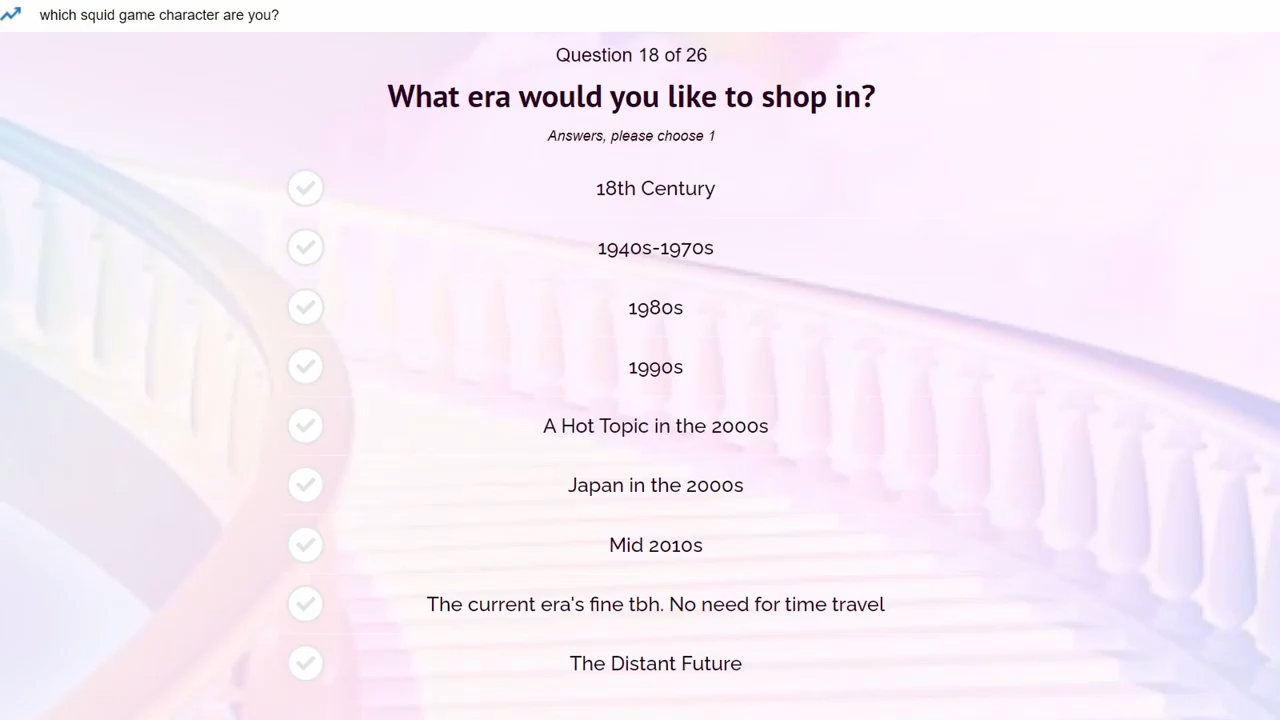 which squid game character are you?
Question 18 of 26
What era would you like to shop in?
Answers, please choose 1
18th Century
1940s-1970s
1980s
1990s
A Hot Topic in the 2000s
Japan in the 2000s
Mid 2010s
The current era's fine tbh. No need for time travel
The Distant Future